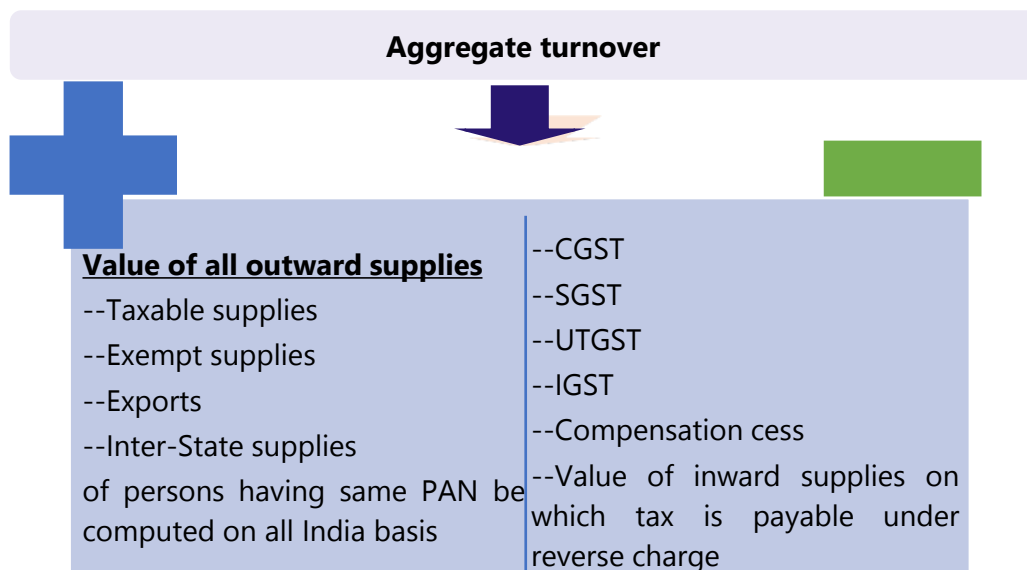 Aggregate turnover
Value of all outward supplies
--Taxable supplies
--Exempt supplies
--Exports
--Inter-State supplies
of persons having same PAN be
computed on all India basis
--CGST
--SGST
--UTGST
--IGST
--Compensation cess
--Value of inward supplies on
which tax is payable under
reverse charge